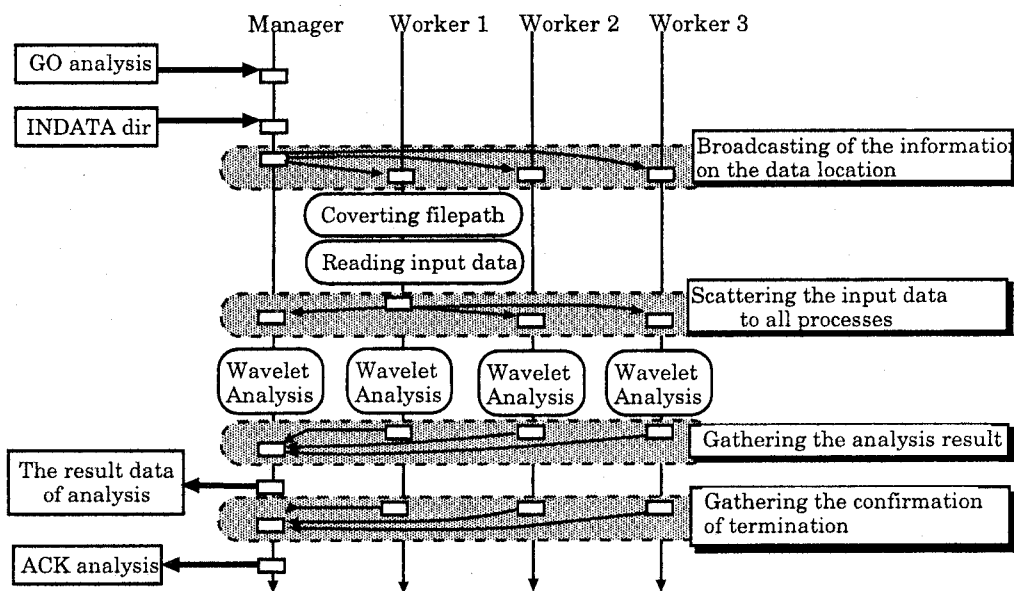 Manager
Worker 1
Worker 2
Worker 3
GO analysis
INDATA dir
Broadcasting of the information
on the data location
Coverting filepath
Reading input data
Scattering the input data
to all processes
Wavelet
Analysis
Wavelet
Analysis
Wavelet
Analysis
Wavelet
Analysis
Gathering the analysis result
The result data
of analysis
Gathering the confirmation
of termination
ACK analysis